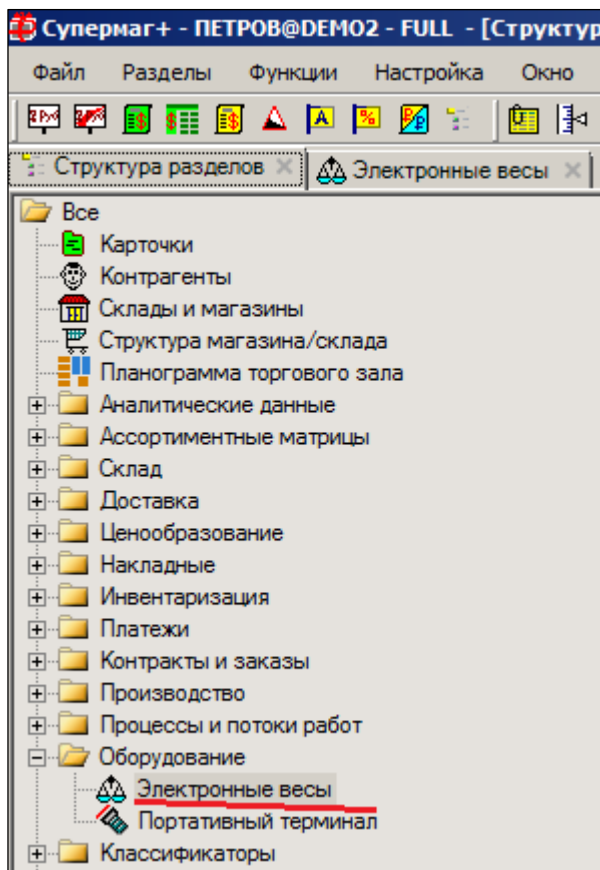 Супермаг+ - ПЕТРОВ@DEMO2 - FULL - [Структур
Файл Разделы Функции Настройка Окно
Структура разделов Электронные весы
Все
Карточки
Контрагенты
Склады и магазины
Структура магазина/склада
Планограмма торгового зала
Аналитические данные
Ассортиментные матрицы
Склад
Доставка
Ценообразование
Накладные
Инвентаризация
Платежи
Контракты и заказы
Производство
Процессы и потоки работ
Оборудование
Электронные весы
Портативный терминал
Классификаторы